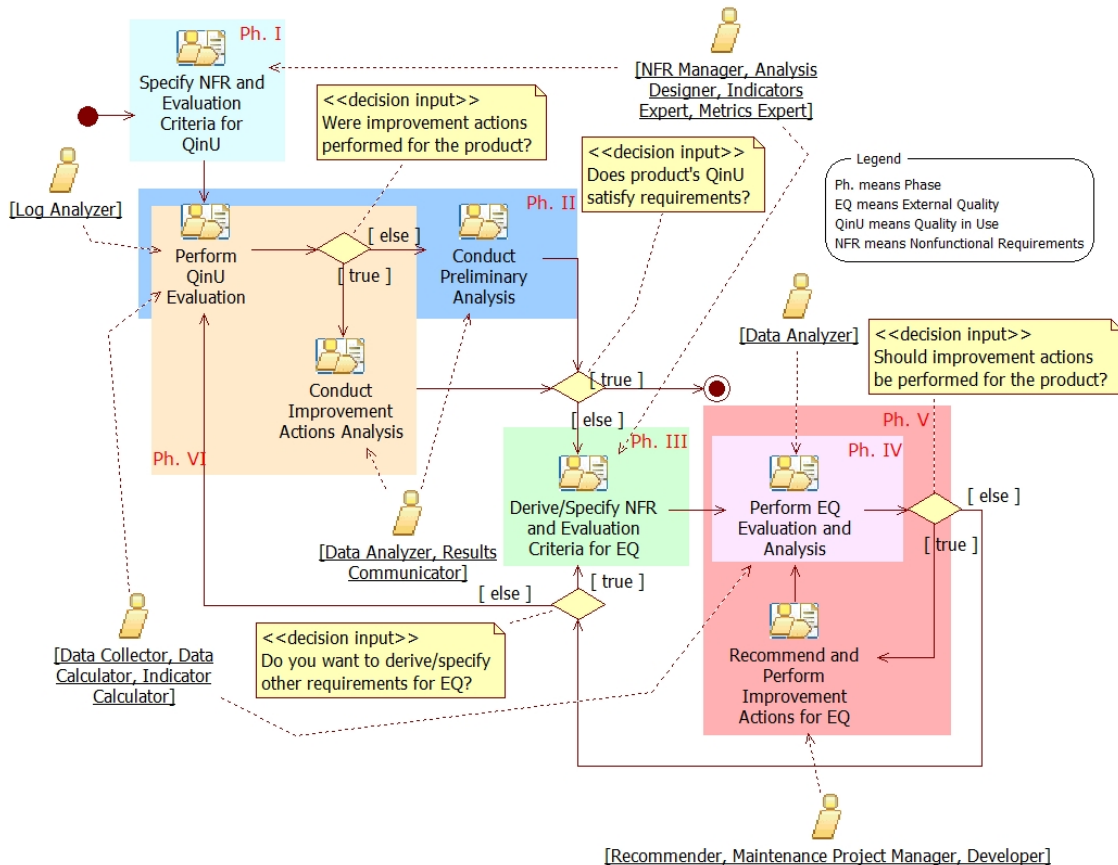 Ph. I
Specify NFR and
Evaluation
Criteria for
QinU
[NFR Manager, Analysis
Designer, Indicators
Expert, Metrics Expert]
<<decision input>>
Were improvement actions
performed for the product?
<<decision input>>
Does product's QinU
satisfy requirements?
Legend
Ph. means Phase
EQ means External Quality
QinU means Quality in Use
NFR means Nonfunctional Requirements
[Log Analyzer]
Ph. II
Perform
QinU
Evaluation
[ else ]
[ true ]
Conduct
Preliminary
Analysis
[Data Analyzer]
<<decision input>>
Should improvement actions
be performed for the product?
Conduct
Improvement
Actions Analysis
Ph. VI
[ true ]
[ else ]
Ph. III
Derive/Specify NFR
and Evaluation
Criteria for EQ
Ph. V
Ph. IV
Perform EQ
Evaluation and
Analysis
[ else ]
[ true ]
[Data Analyzer, Results
Communicator]
[ true ]
[ else ]
<<decision input>>
Do you want to derive/specify
other requirements for EQ?
[Data Collector, Data
Calculator, Indicator
Calculator]
Recommend and
Perform
Improvement
Actions for EQ
[Recommender, Maintenance Project Manager, Developer]